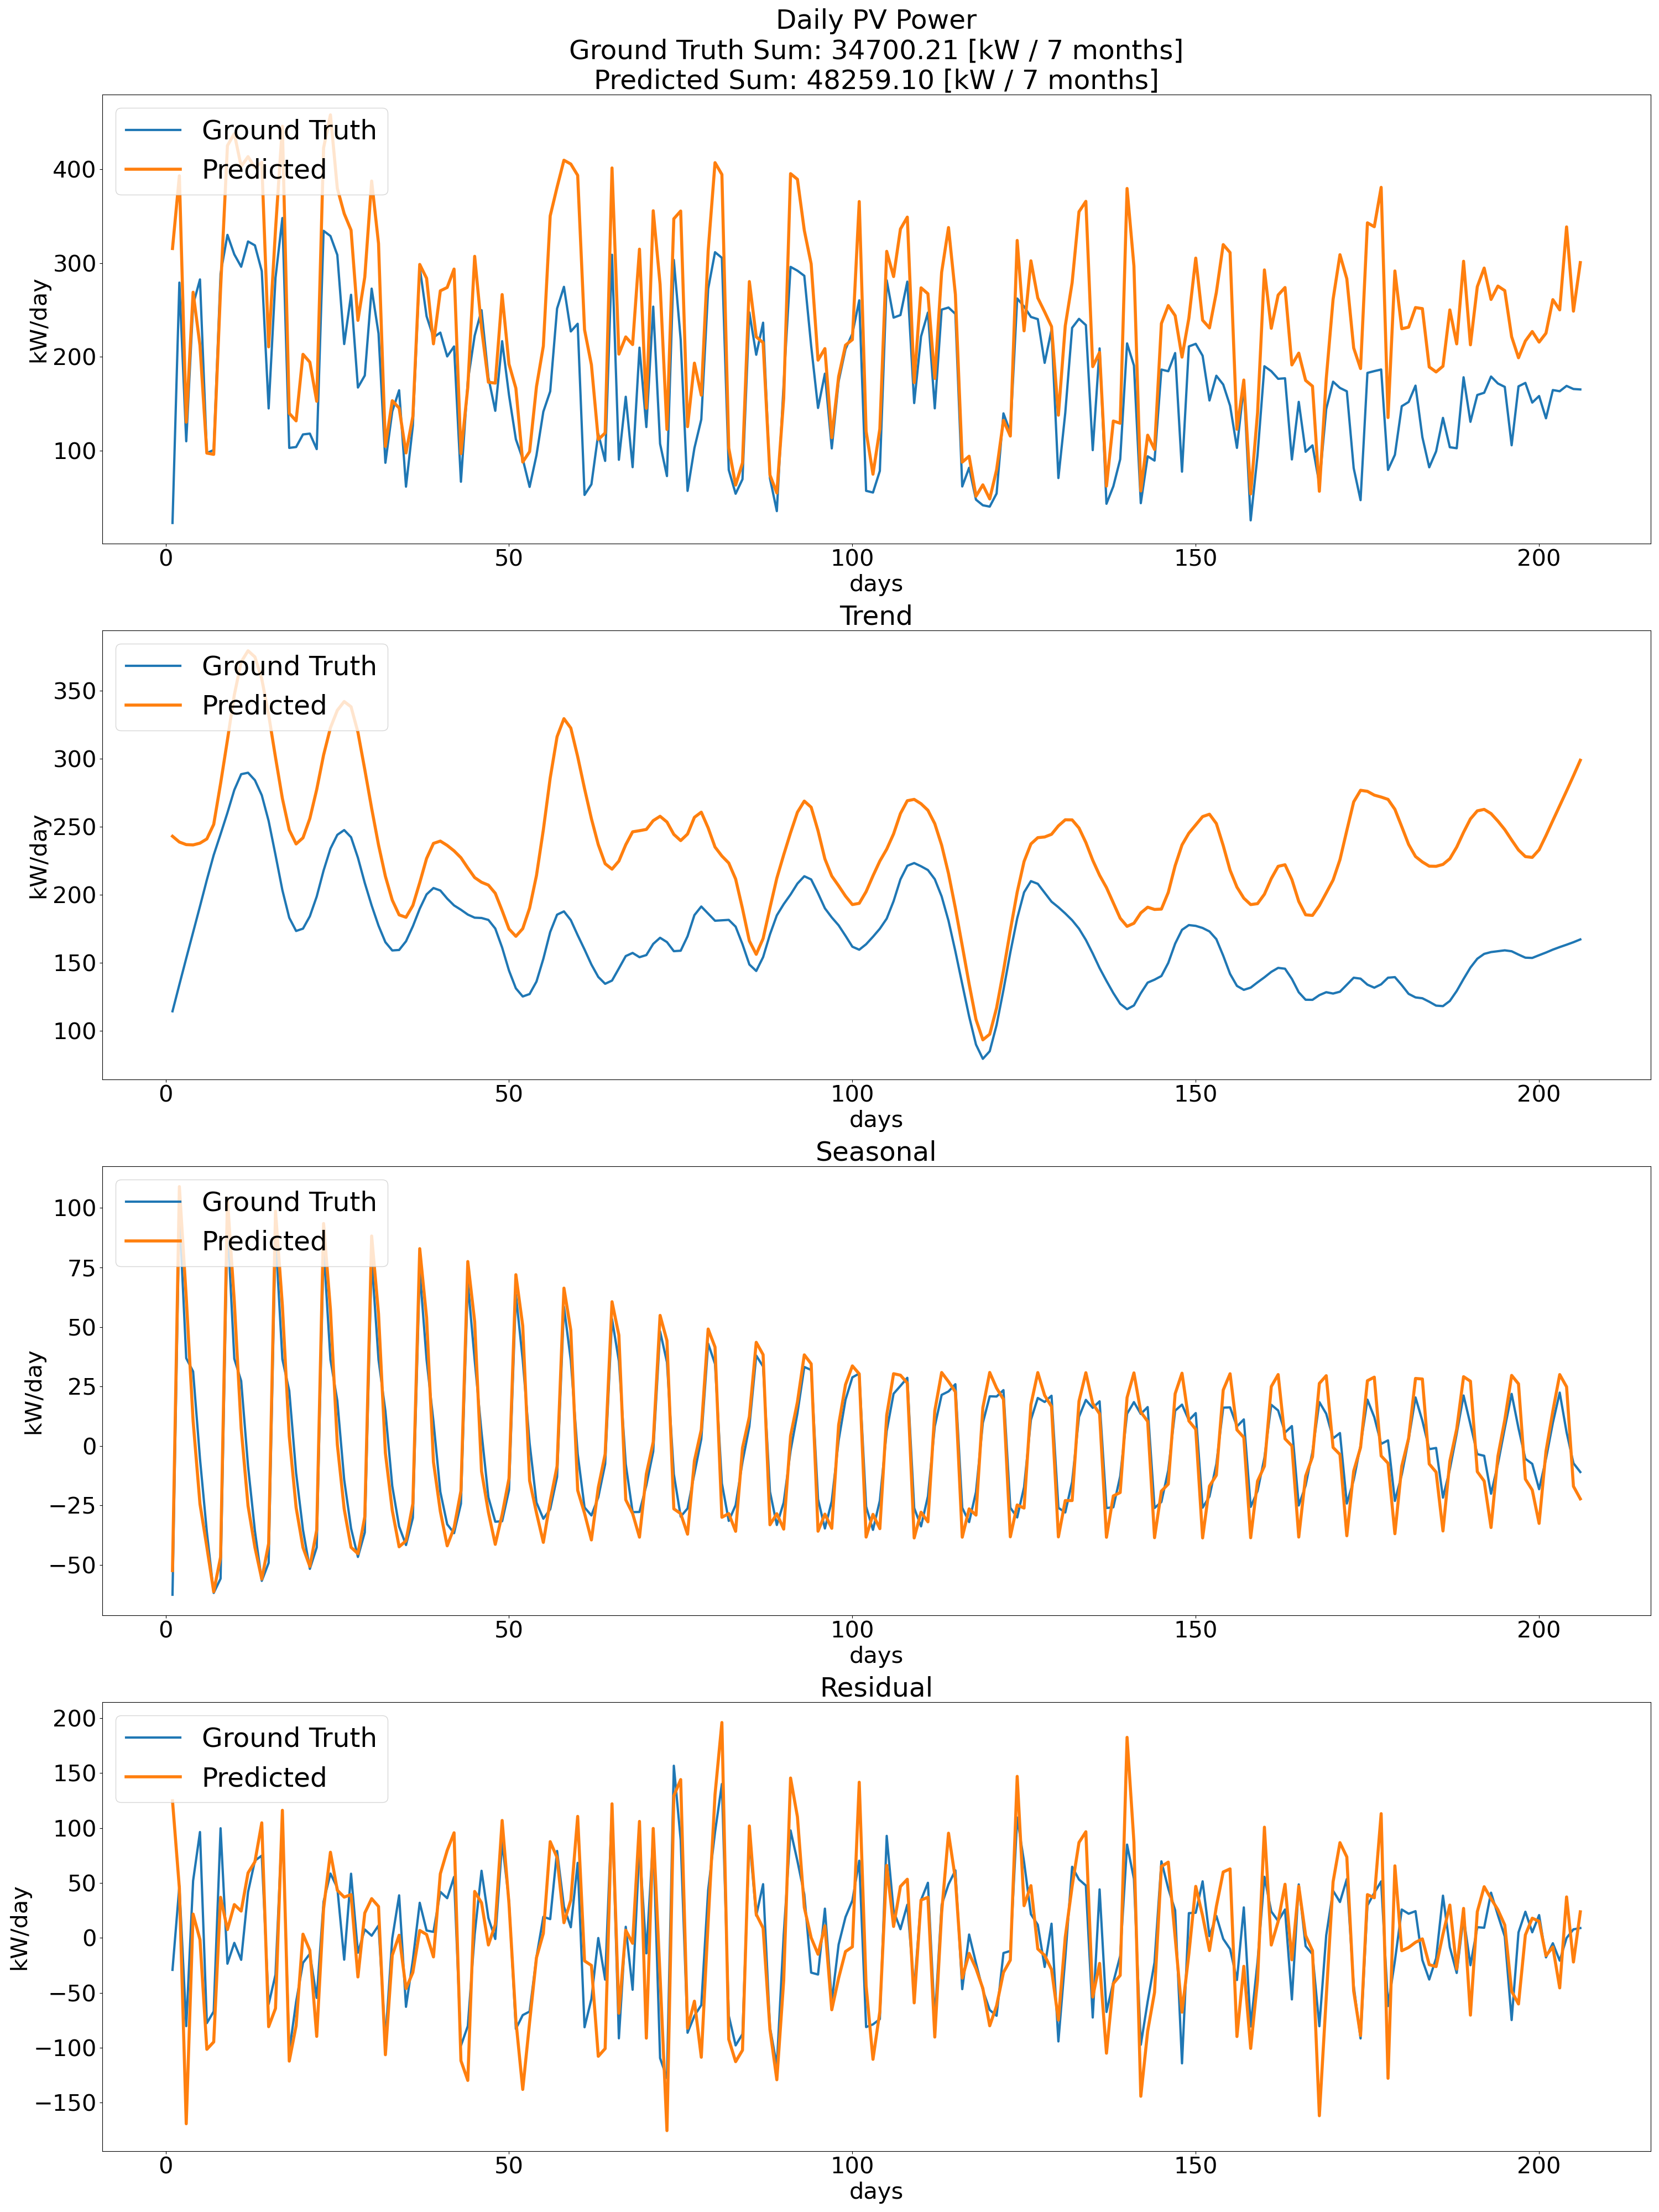 Daily PV Power
Ground Truth Sum: 34700.21 [kW / 7 months]
Predicted Sum: 48259.10 [kW / 7 months]
Ground Truth
Predicted
400
300
200
100
kW/day
0 50 100 150 200
days
Trend
Ground Truth
Predicted
350
300
250
200
150
100
kW/day
0 50 100 150 200
days
Seasonal
Ground Truth
Predicted
100
75
50
25
0
−25
−50
kW/day
0 50 100 150 200
days
Residual
Ground Truth
Predicted
200
150
100
50
0
−50
−100
−150
kW/day
0 50 100 150 200
days